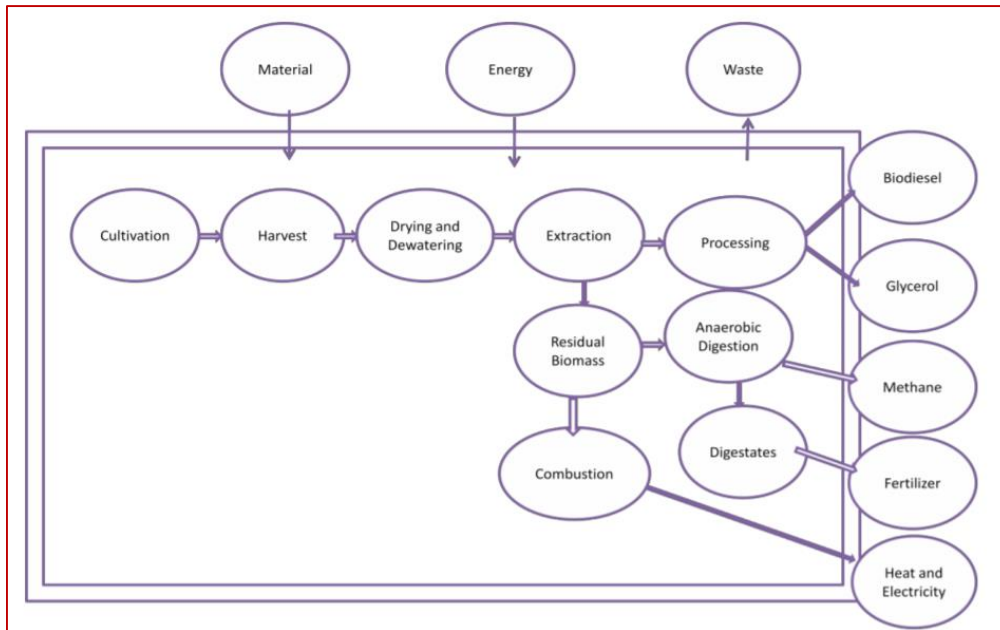 Material
Energy
Waste
Biodiesel
Cultivation
Harvest
Drying and
Dewatering
Extraction
Processing
Glycerol
Residual
Biomass
Anaerobic
Digestion
Methane
Combustion
Digestates
Fertilizer
Heat and
Electricity